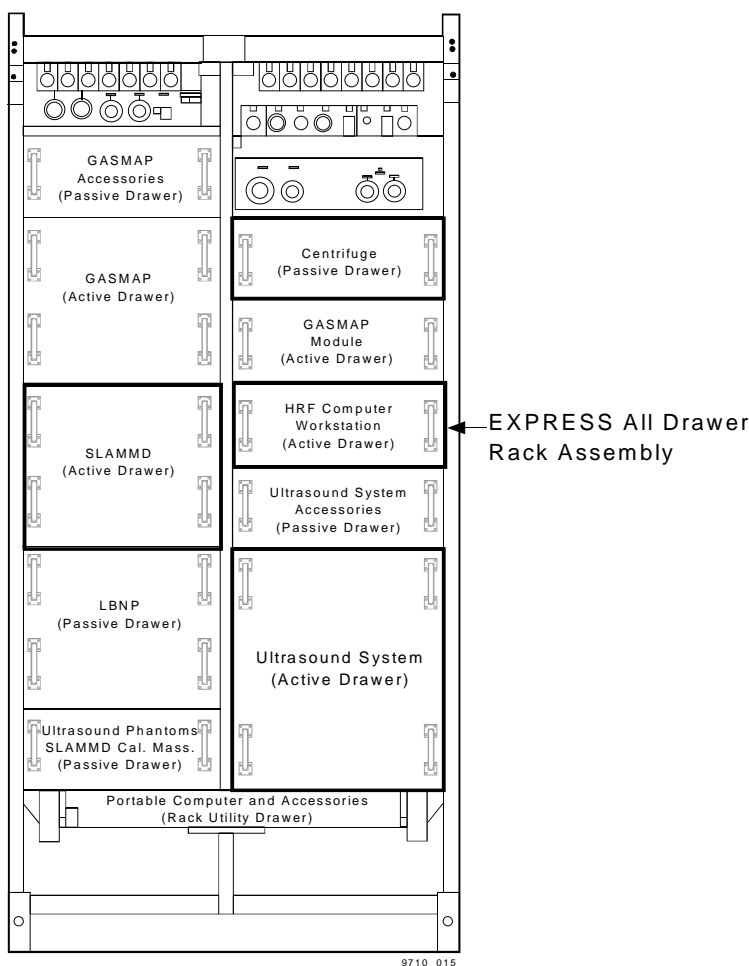 GASMAP
Accessories
(Passive Drawer)
GASMAP
(Active Drawer)
SLAMMD
(Active Drawer)
LBNP
(Passive Drawer)
Ultrasound Phantoms
SLAMMD Cal. Mass.
(Passive Drawer)
Centrifuge
(Passive Drawer)
GASMAP
Module
(Active Drawer)
HRF Computer
Workstation
(Active Drawer)
Ultrasound System
Accessories
(Passive Drawer)
Ultrasound System
(Active Drawer)
Portable Computer and Accessories
(Rack Utility Drawer)
EXPRESS All Drawer
Rack Assembly
9710_015